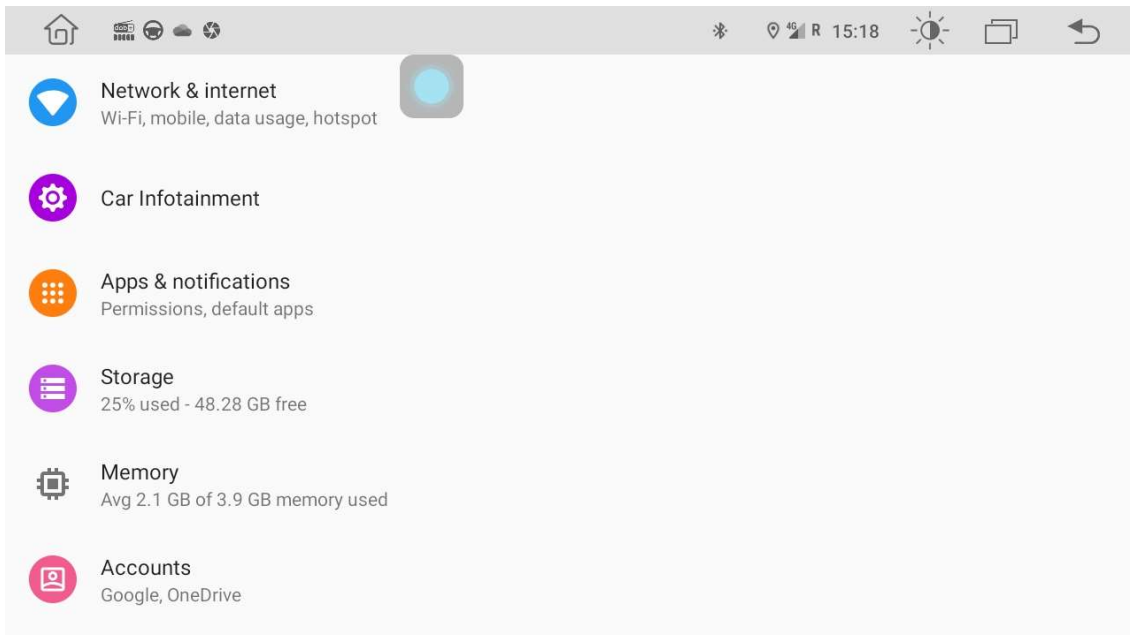 4G R 15:18
Network & internet
Wi-Fi, mobile, data usage, hotspot
Car Infotainment
Apps & notifications
Permissions, default apps
Storage
25% used - 48.28 GB free
Memory
Avg 2.1 GB of 3.9 GB memory used
Accounts
Google, OneDrive